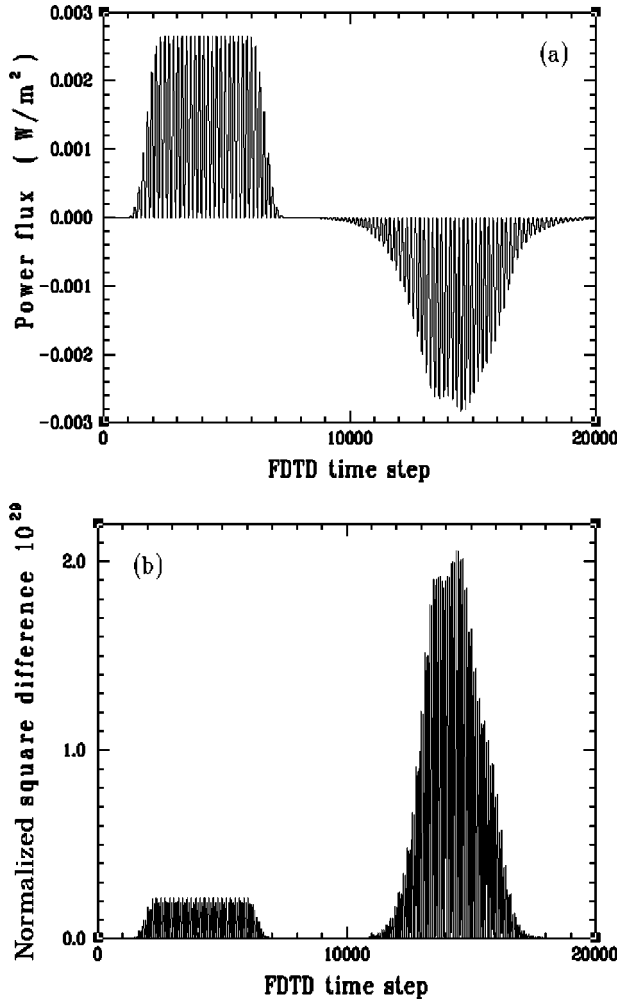 0.003
(a)
0.002
0.001
0.000
−0.001
−0.002
−0.003
Power flux ( W/m² )
0 10000 20000
FDTD time step
(b)
2.0
1.0
0.0
Normalized square difference 10²⁹
0 10000 20000
FDTD time step